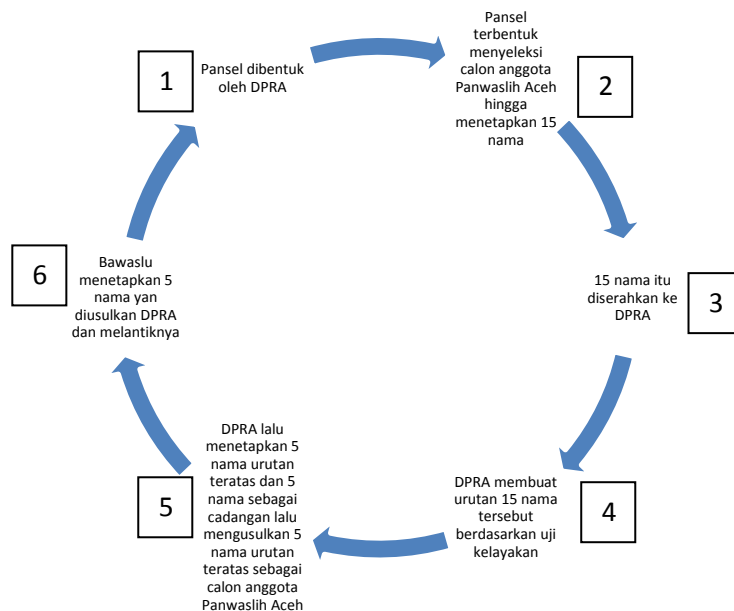 1
Pansel dibentuk
oleh DPRA
Pansel
terbentuk
menyeleksi
calon anggota
Panwaslih Aceh
hingga
menetapkan 15
nama
2
15 nama itu
diserahkan ke
DPRA
3
DPRA membuat
urutan 15 nama
tersebut
berdasarkan uji
kelayakan
4
DPRA lalu
menetapkan 5
nama urutan
teratas dan 5
nama sebagai
cadangan lalu
mengusulkan 5
nama urutan
teratas sebagai
calon anggota
Panwaslih Aceh
5
Bawaslu
menetapkan 5
nama yan
diusulkan DPRA
dan melantiknya
6